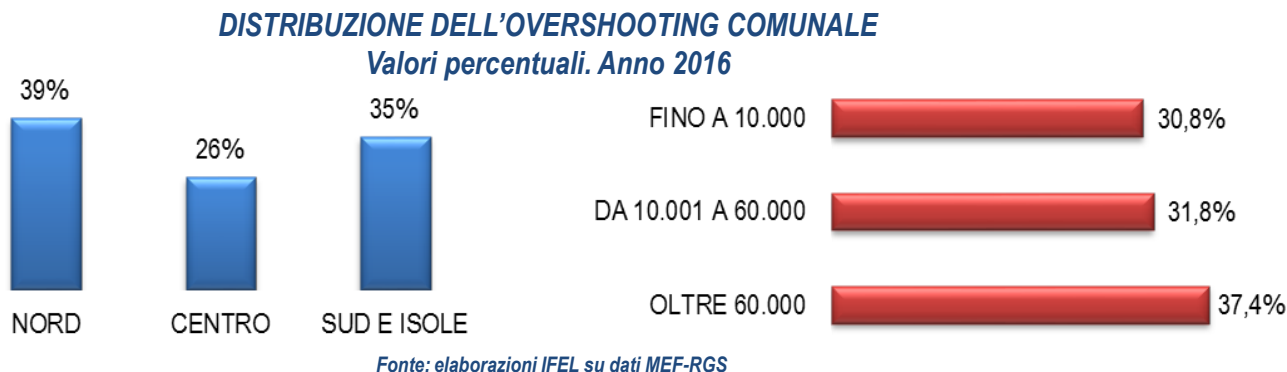 DISTRIBUZIONE DELL'OVERSHOOTING COMUNALE
Valori percentuali. Anno 2016
39%
26%
35%
NORD
CENTRO
SUD E ISOLE
FINO A 10.000
30,8%
DA 10.001 A 60.000
31,8%
OLTRE 60.000
37,4%
Fonte: elaborazioni IFEL su dati MEF-RGS